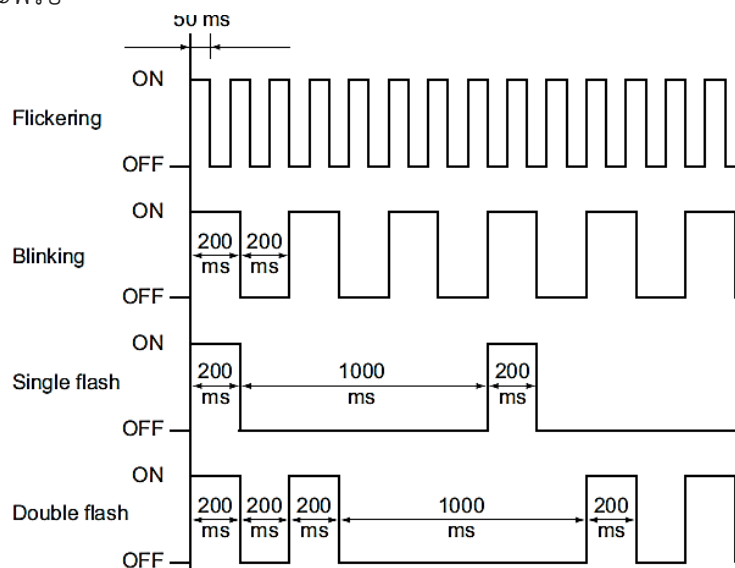 50 ms
ON
Flickering
OFF
ON
200 200
Blinking
ms ms
OFF
ON
200 1000 200
Single flash
ms ms ms
OFF
ON
200 200 200 1000 200
Double flash
ms ms ms ms ms
OFF